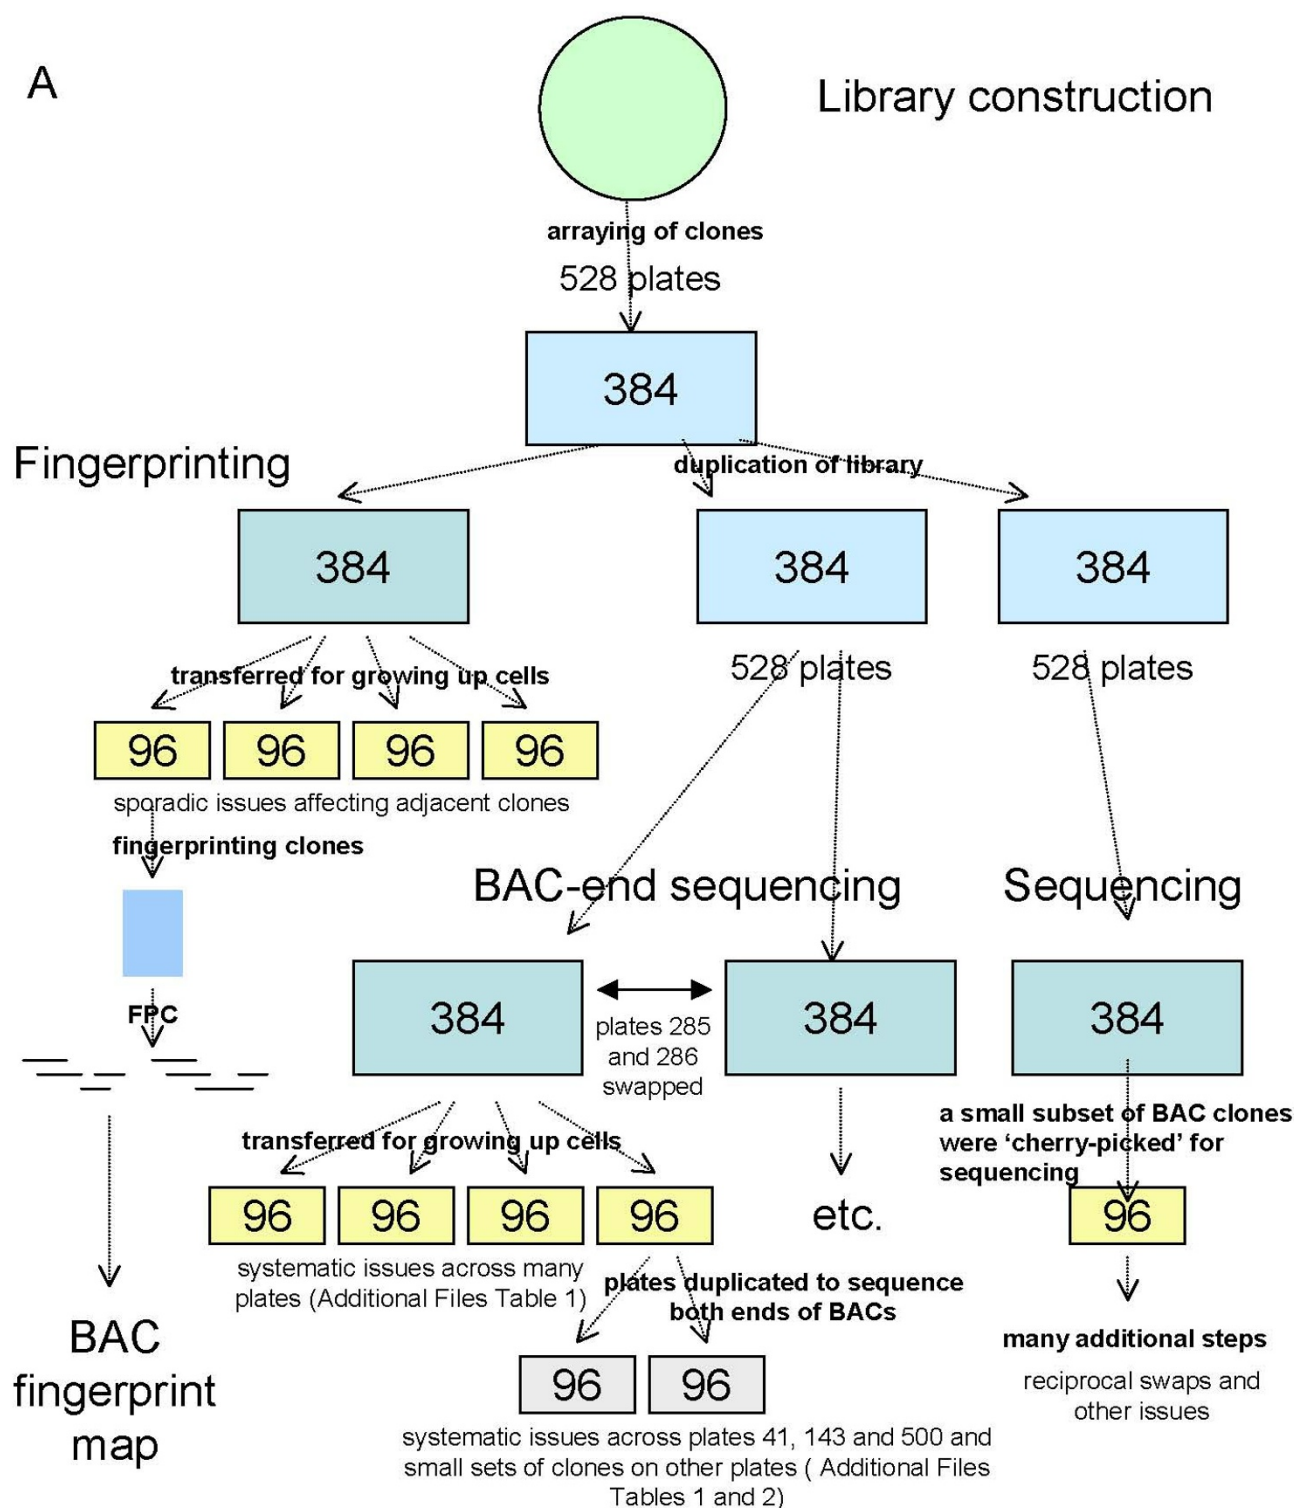 A
Library construction
arraying of clones
528 plates
384
Fingerprinting
duplication of library
384
384
384
transferred for growing up cells
528 plates
528 plates
96
96
96
96
sporadic issues affecting adjacent clones
fingerprinting clones
BAC-end sequencing
Sequencing
FPC
384
plates 285
and 286
swapped
384
384
a small subset of BAC clones
were ‘cherry-picked’ for
sequencing
transferred for growing up cells
96
96
96
96
etc.
96
systematic issues across many
plates (Additional Files Table 1)
plates duplicated to sequence
both ends of BACs
BAC
fingerprint
map
many additional steps
reciprocal swaps and
other issues
96
96
systematic issues across plates 41, 143 and 500 and
small sets of clones on other plates ( Additional Files
Tables 1 and 2)